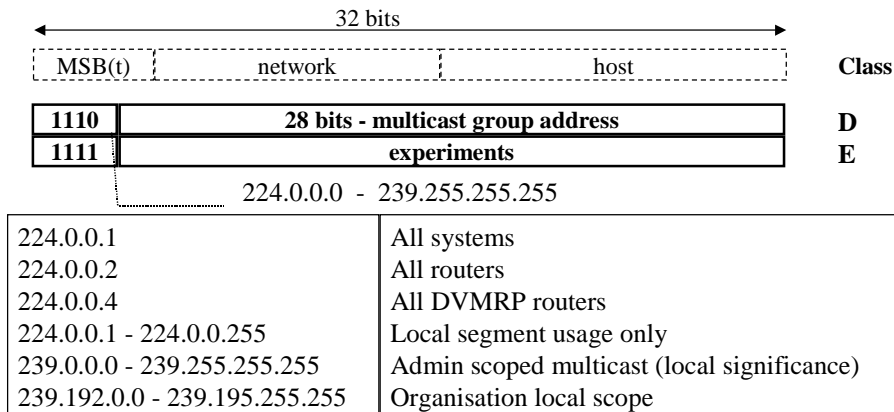 32 bits
MSB(t) network host Class
1110 28 bits - multicast group address D
1111 experiments E
224.0.0.0 - 239.255.255.255
224.0.0.1 All systems
224.0.0.2 All routers
224.0.0.4 All DVMRP routers
224.0.0.1 - 224.0.0.255 Local segment usage only
239.0.0.0 - 239.255.255.255 Admin scoped multicast (local significance)
239.192.0.0 - 239.195.255.255 Organisation local scope